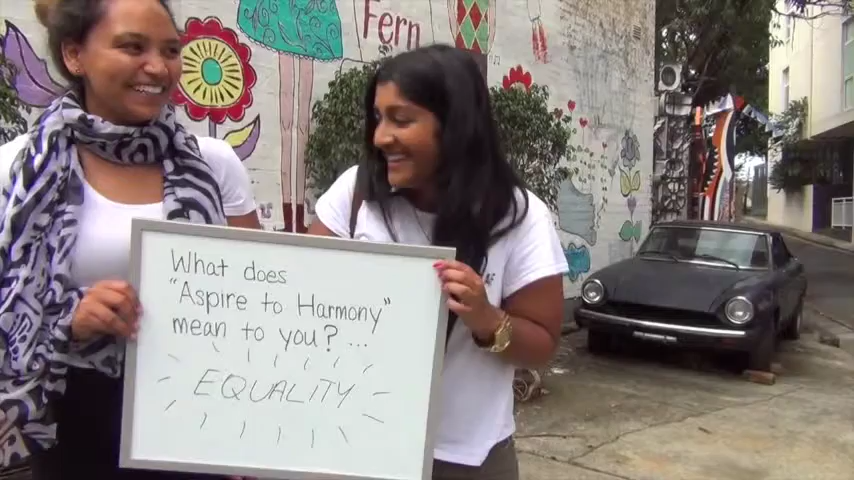 Fern
What does
"Aspire to Harmony"
mean to you? ...
EQUALITY